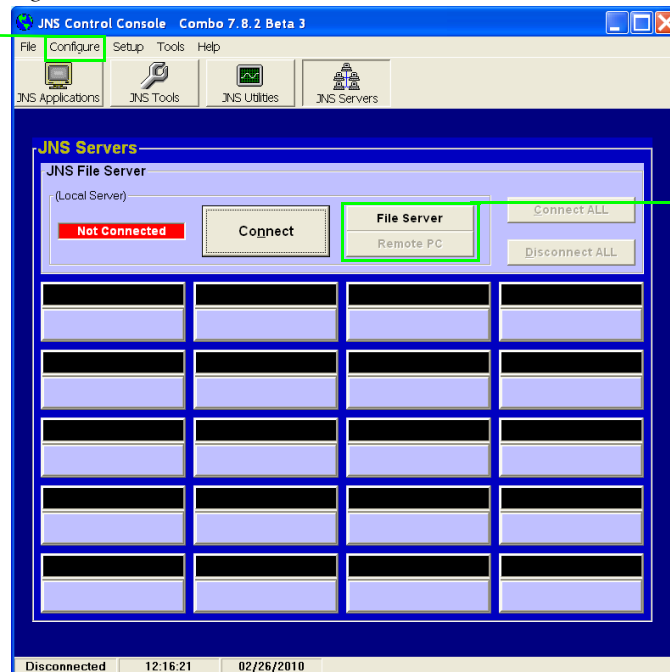 JNS Control Console Combo 7.8.2 Beta 3
File Configure Setup Tools Help
JNS Applications JNS Tools JNS Utilities JNS Servers
JNS Servers
JNS File Server
(Local Server)
Not Connected
Connect
File Server
Remote PC
Connect ALL
Disconnect ALL
Disconnected 12:16:21 02/26/2010